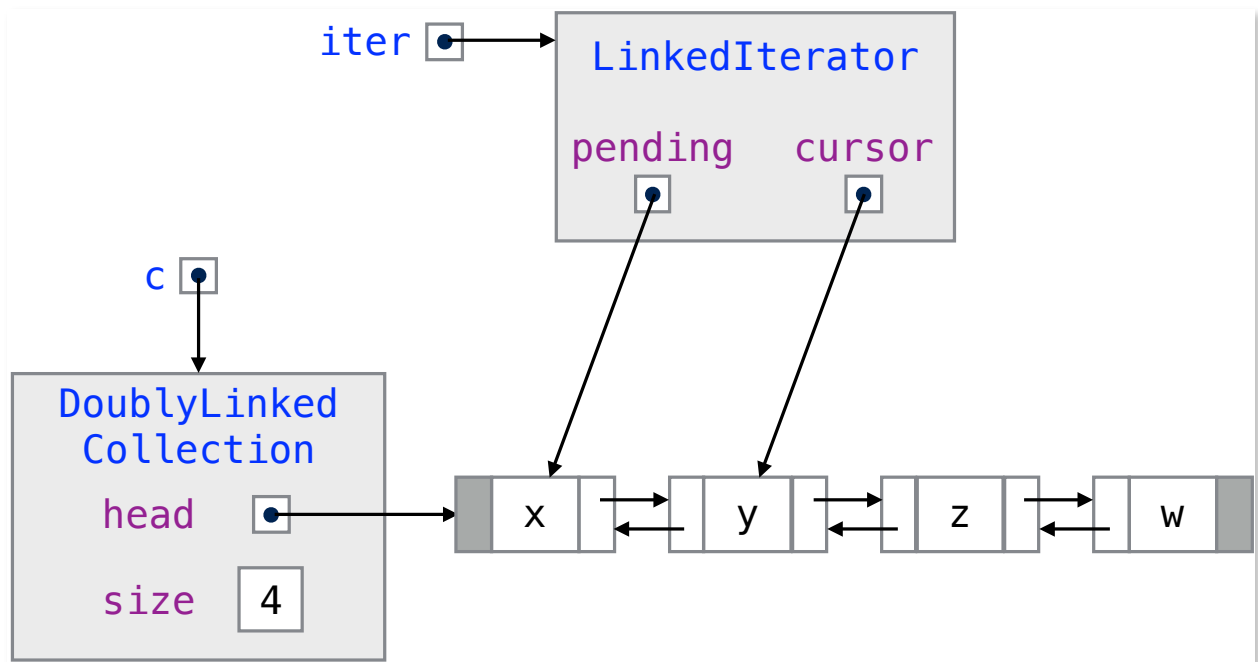 iter
LinkedIterator
pending cursor
c
DoublyLinked
Collection
head
x y z w
size 4